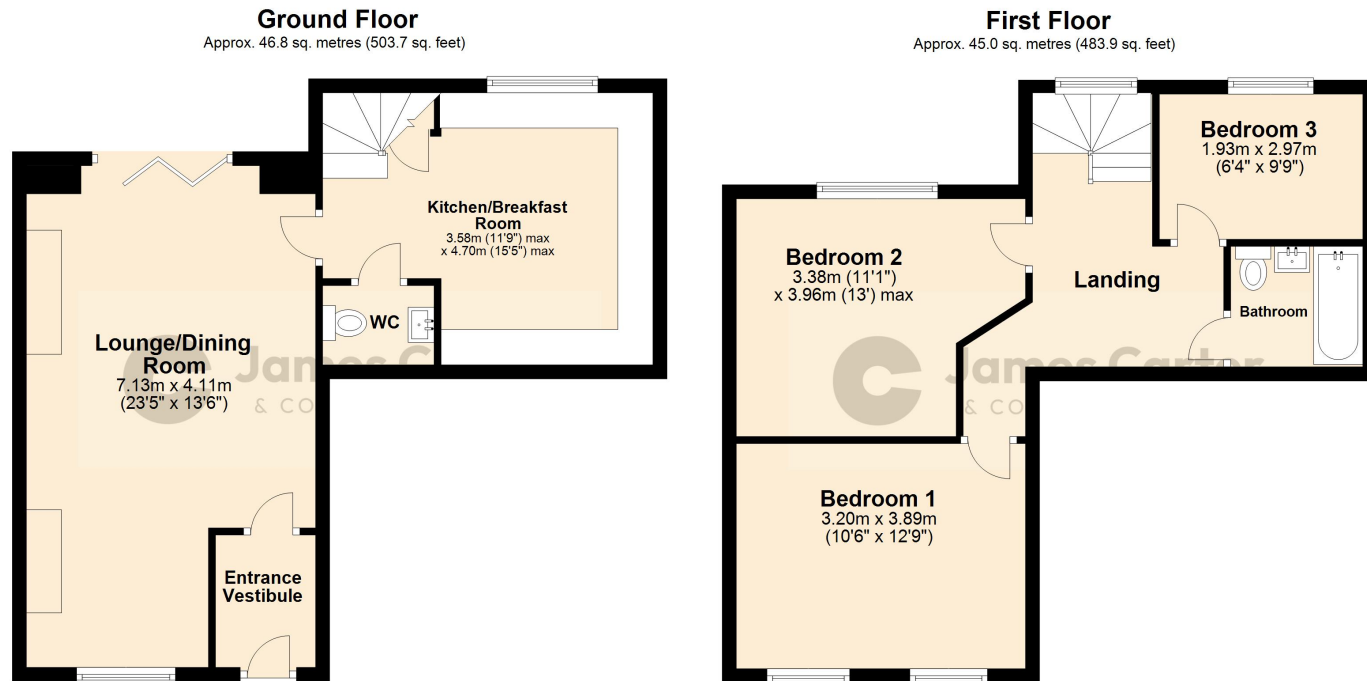 Ground Floor
Approx. 46.8 sq. metres (503.7 sq. feet)
Kitchen/Breakfast
Room
3.58m (11'9") max
x 4.70m (15'5") max
WC
Lounge/Dining
Room
7.13m x 4.11m
(23'5" x 13'6")
James C
& CO
Entrance
Vestibule
First Floor
Approx. 45.0 sq. metres (483.9 sq. feet)
Bedroom 3
1.93m x 2.97m
(6'4" x 9'9")
Bedroom 2
3.38m (11'1")
x 3.96m (13') max
Landing
Bathroom
James Carter
& CO
Bedroom 1
3.20m x 3.89m
(10'6" x 12'9")